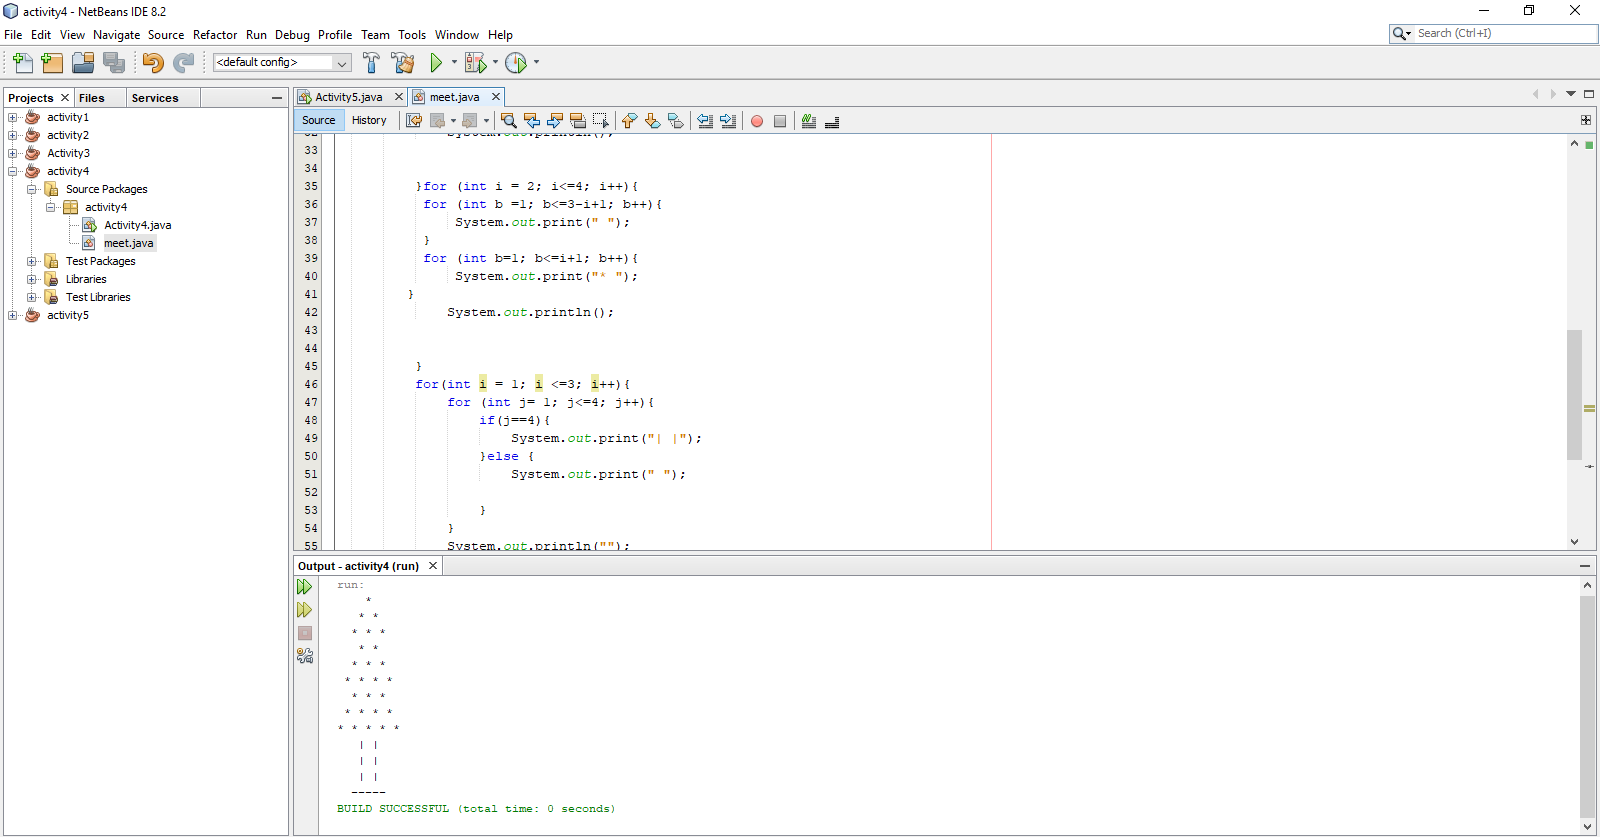 activity4 - NetBeans IDE 8.2
File Edit View Navigate Source Refactor Run Debug Profile Team Tools Window Help
Search (Ctrl+I)
<default config>
Projects Files Services
activity1
activity2
Activity3
activity4
Source Packages
activity4
Activity4.java
meet.java
Test Packages
Libraries
Test Libraries
activity5
Activity5.java meet.java
Source History
32 System.out.println();
33
34
35 }for (int i = 2; i<=4; i++){
36 for (int b =1; b<=3-i+1; b++){
37 System.out.print(" ");
38 }
39 for (int b=1; b<=i+1; b++){
40 System.out.print("* ");
41 }
42 System.out.println();
43
44
45 }
46 for(int i = 1; i <=3; i++){
47 for (int j= 1; j<=4; j++){
48 if(j==4){
49 System.out.print("| |");
50 }else {
51 System.out.print(" ");
52
53 }
54 }
55 System.out.println("");
Output - activity4 (run)
run:
    *
   * *
  * * *
   * *
  * * *
 * * * *
  * * *
 * * * *
* * * * *
   | |
   | |
   | |
  -----
BUILD SUCCESSFUL (total time: 0 seconds)